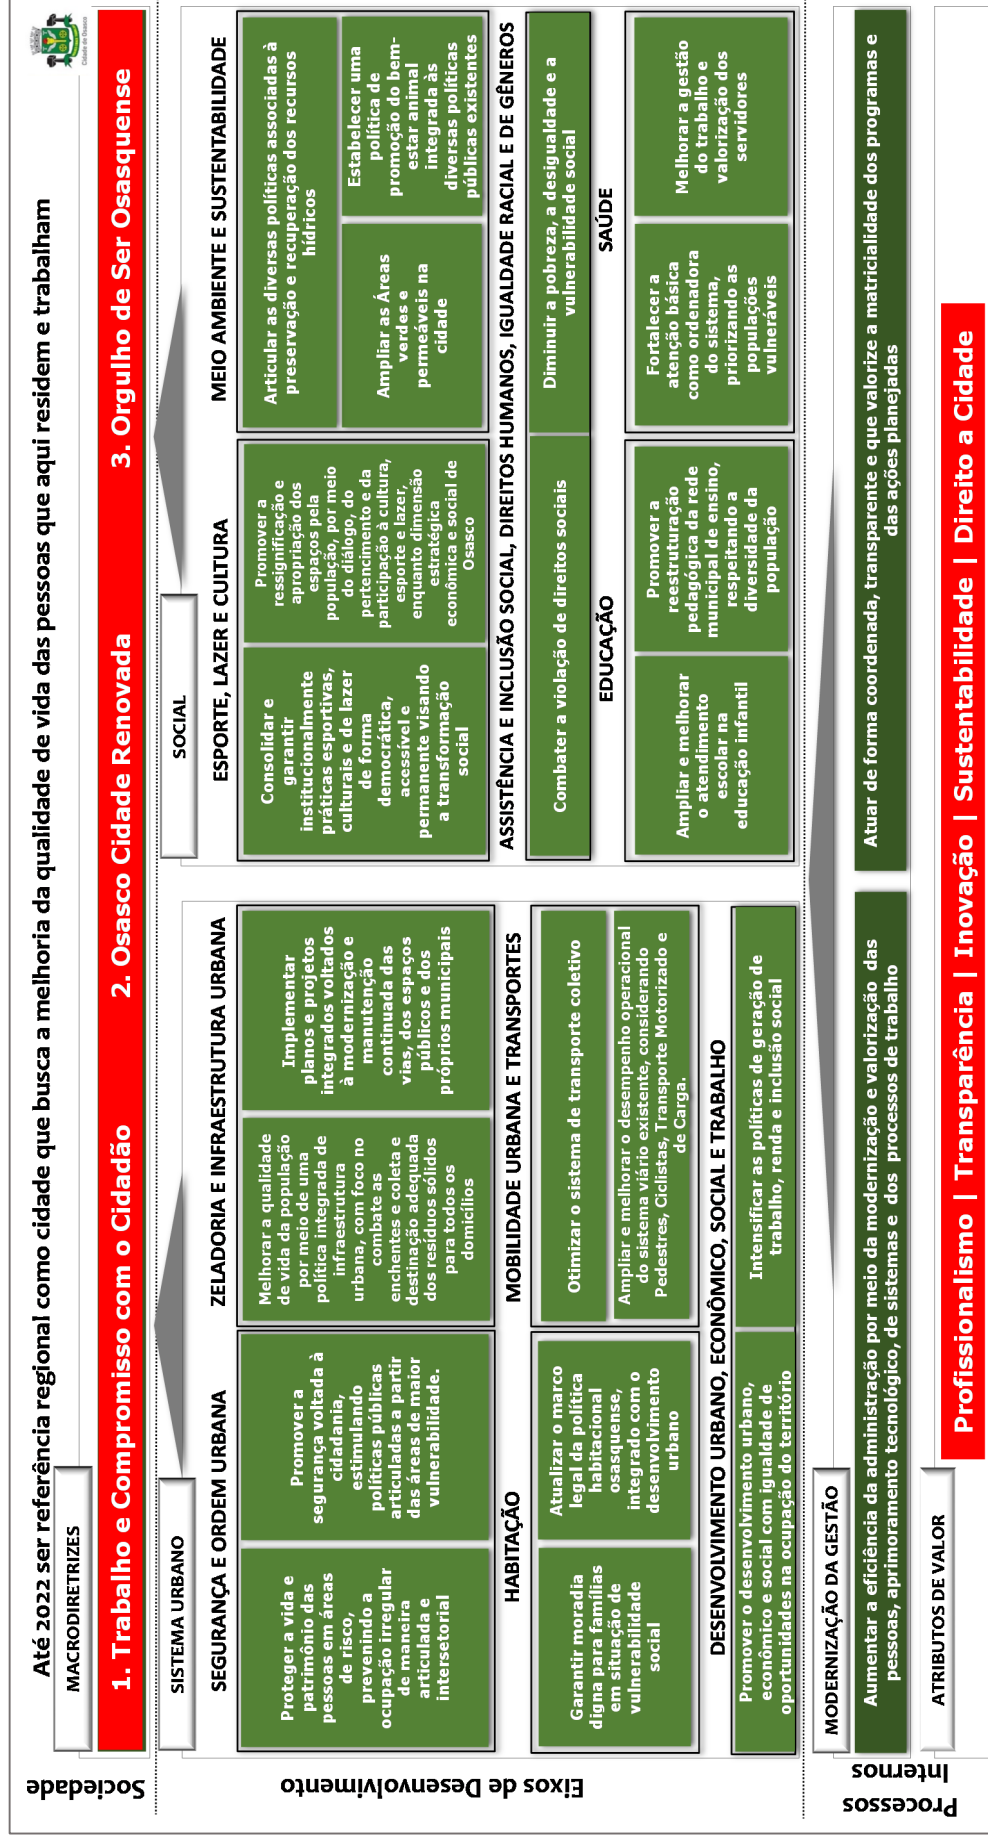 Até 2022 ser referência regional como cidade que busca a melhoria da qualidade de vida das pessoas que aqui residem e trabalham
Cidade de Osasco
Sociedade
MACRODIRETRIZES
1. Trabalho e Compromisso com o Cidadão
2. Osasco Cidade Renovada
3. Orgulho de Ser Osasquense
Eixos de Desenvolvimento
SISTEMA URBANO
SEGURANÇA E ORDEM URBANA
Proteger a vida e
patrimônio das
pessoas em áreas
de risco,
prevenindo a
ocupação irregular
de maneira
articulada e
intersetorial
Promover a
segurança voltada à
cidadania,
estimulando
políticas públicas
articuladas a partir
das áreas de maior
vulnerabilidade.
ZELADORIA E INFRAESTRUTURA URBANA
Melhorar a qualidade
de vida da população
por meio de uma
política integrada de
infraestrutura
urbana, com foco no
combate as
enchentes e coleta e
destinação adequada
dos resíduos sólidos
para todos os
domicílios
Implementar
planos e projetos
integrados voltados
à modernização e
manutenção
continuada das
vias, dos espaços
públicos e dos
próprios municipais
HABITAÇÃO
Garantir moradia
digna para famílias
em situação de
vulnerabilidade
social
Atualizar o marco
legal da política
habitacional
osasquense,
integrado com o
desenvolvimento
urbano
MOBILIDADE URBANA E TRANSPORTES
Otimizar o sistema de transporte coletivo
Ampliar e melhorar o desempenho operacional
do sistema viário existente, considerando
Pedestres, Ciclistas, Transporte Motorizado e
de Carga.
DESENVOLVIMENTO URBANO, ECONÔMICO, SOCIAL E TRABALHO
Promover o desenvolvimento urbano,
econômico e social com igualdade de
oportunidades na ocupação do território
Intensificar as políticas de geração de
trabalho, renda e inclusão social
SOCIAL
ESPORTE, LAZER E CULTURA
Consolidar e
garantir
institucionalmente
práticas esportivas,
culturais e de lazer
de forma
democrática,
acessível e
permanente visando
a transformação
social
Promover a
ressignificação e
apropriação dos
espaços pela
população, por meio
do diálogo, do
pertencimento e da
participação à cultura,
esporte e lazer,
enquanto dimensão
estratégica
econômica e social de
Osasco
MEIO AMBIENTE E SUSTENTABILIDADE
Articular as diversas políticas associadas à
preservação e recuperação dos recursos
hídricos
Ampliar as Áreas
verdes e
permeáveis na
cidade
Estabelecer uma
política de
promoção do bem-
estar animal
integrada às
diversas políticas
públicas existentes
ASSISTÊNCIA E INCLUSÃO SOCIAL, DIREITOS HUMANOS, IGUALDADE RACIAL E DE GÊNEROS
Combater a violação de direitos sociais
Diminuir a pobreza, a desigualdade e a
vulnerabilidade social
EDUCAÇÃO
Ampliar e melhorar
o atendimento
escolar na
educação infantil
Promover a
reestruturação
pedagógica da rede
municipal de ensino,
respeitando a
diversidade da
população
SAÚDE
Fortalecer a
atenção básica
como ordenadora
do sistema,
priorizando as
populações
vulneráveis
Melhorar a gestão
do trabalho e
valorização dos
servidores
Processos
Internos
MODERNIZAÇÃO DA GESTÃO
Aumentar a eficiência da administração por meio da modernização e valorização das
pessoas, aprimoramento tecnológico, de sistemas e dos processos de trabalho
Atuar de forma coordenada, transparente e que valorize a matricialidade dos programas e
das ações planejadas
ATRIBUTOS DE VALOR
Profissionalismo | Transparência | Inovação | Sustentabilidade | Direito a Cidade